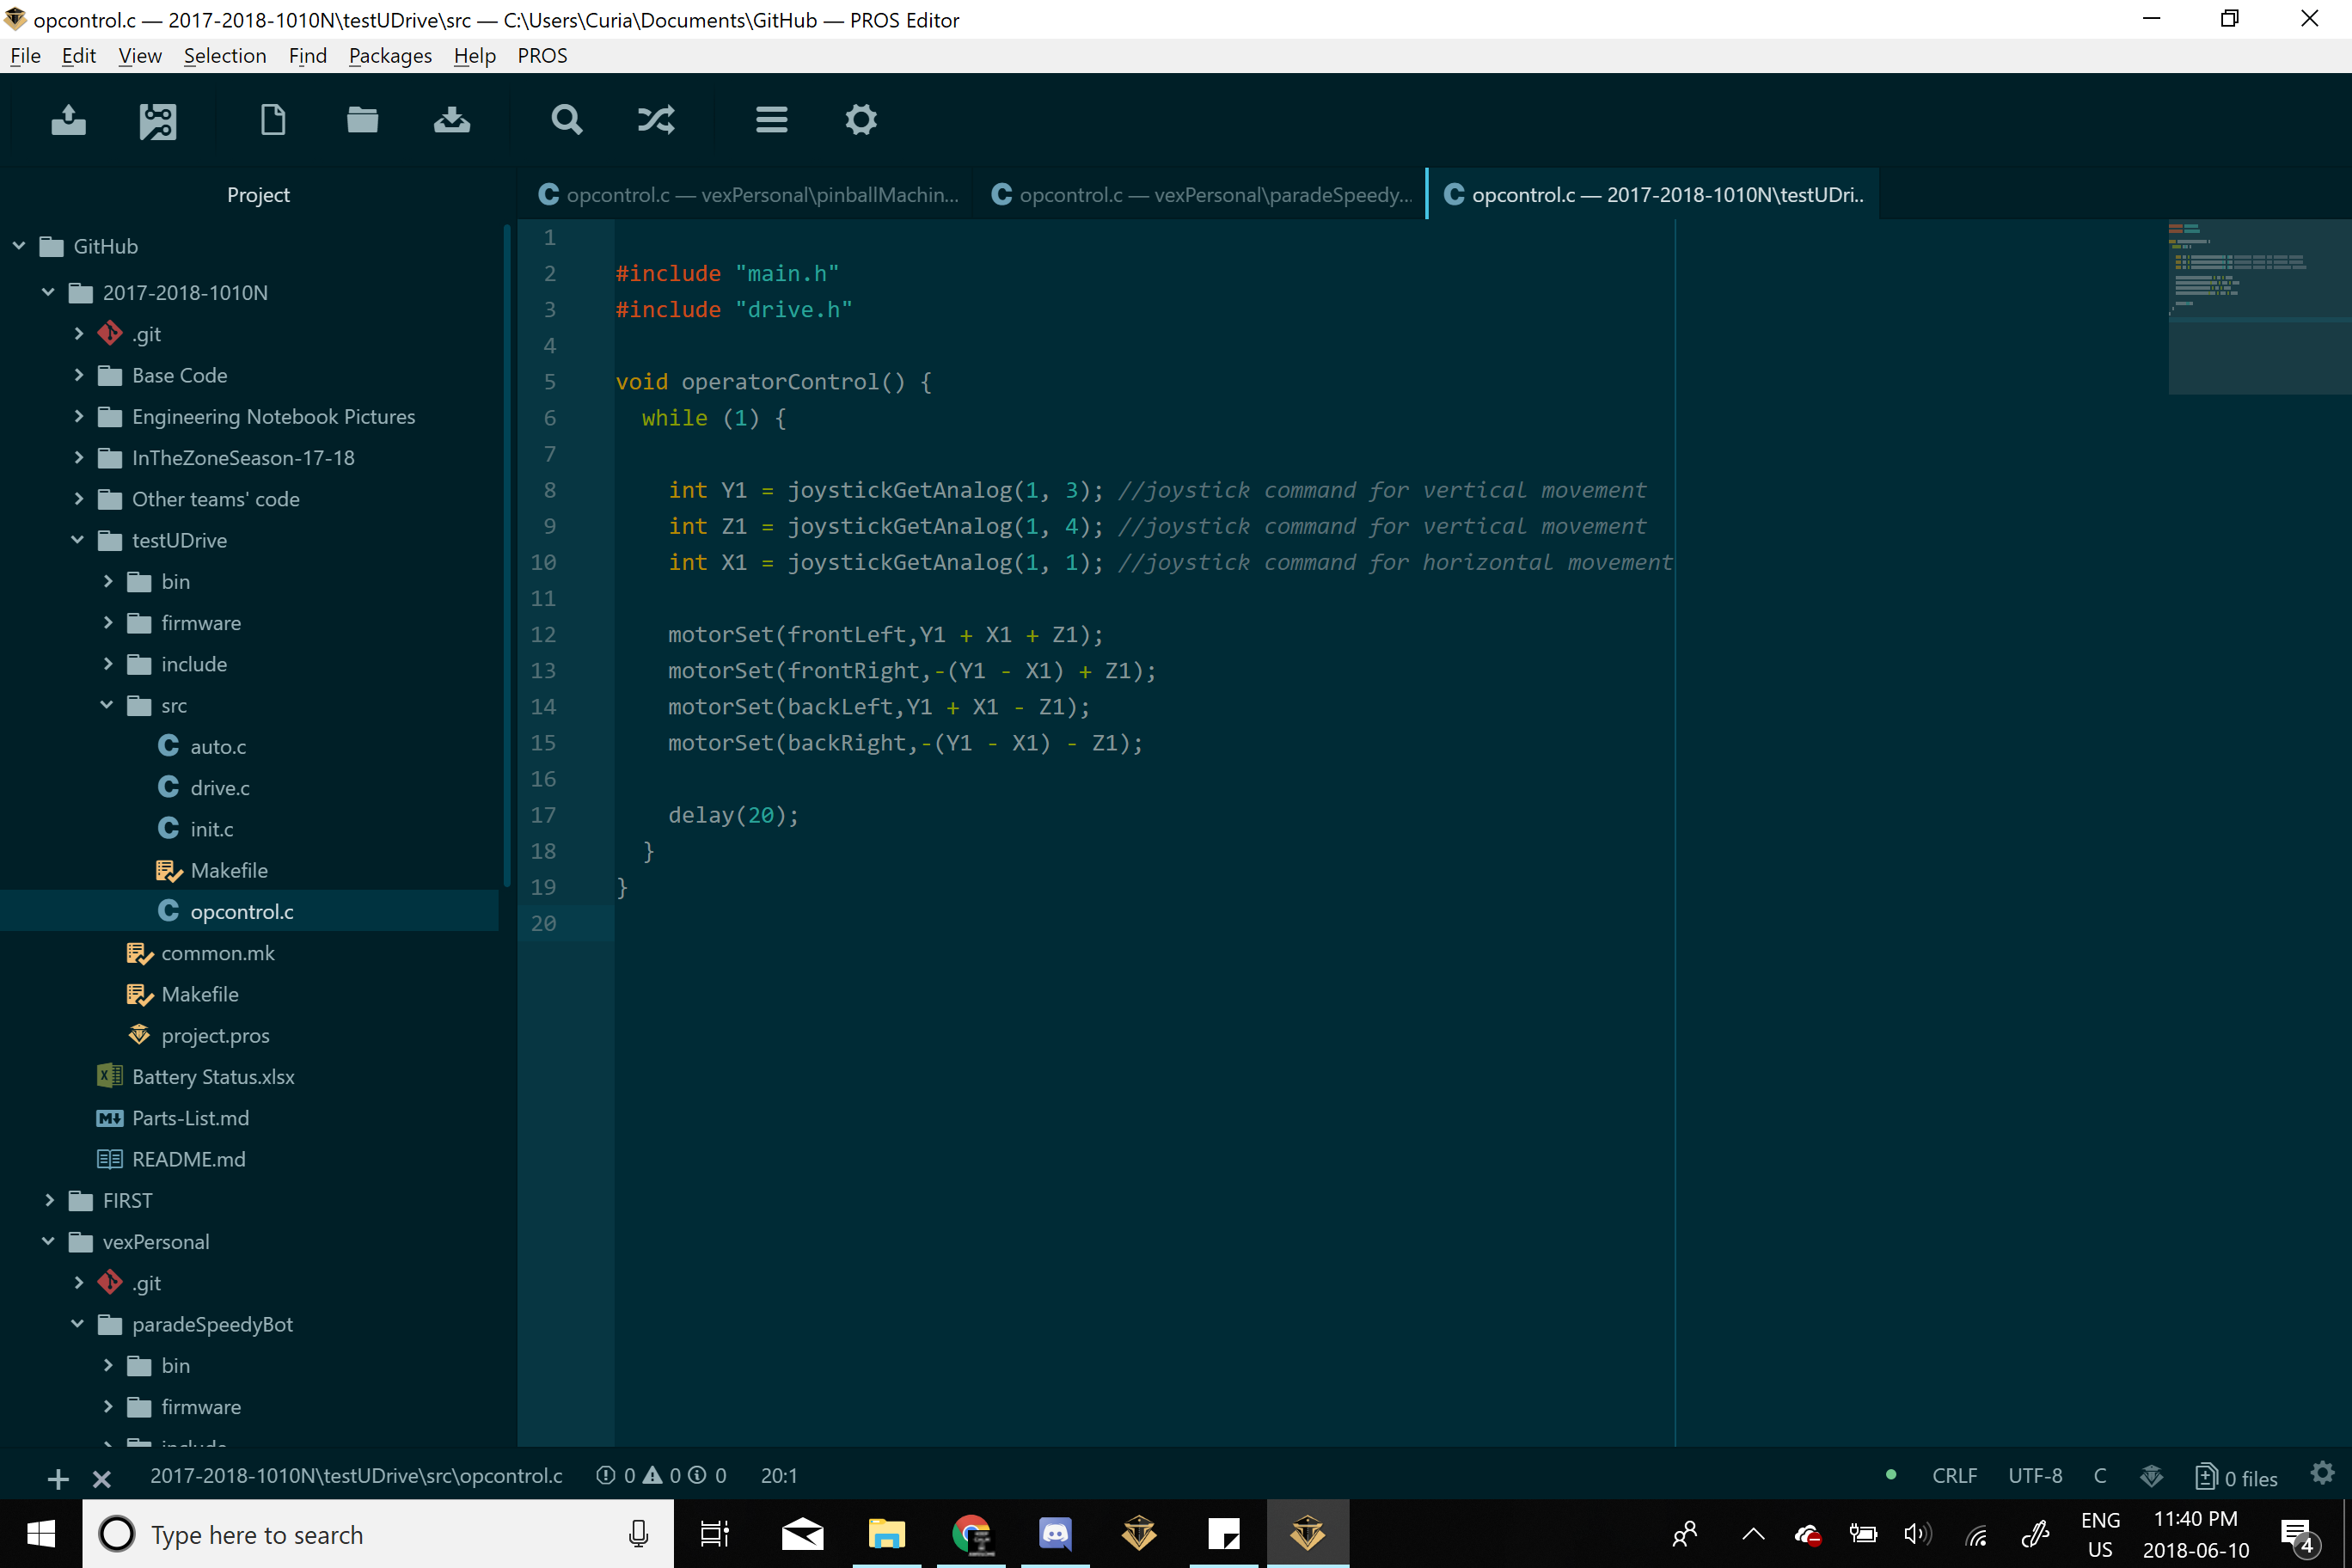 opcontrol.c — 2017-2018-1010N\testUDrive\src — C:\Users\Curia\Documents\GitHub — PROS Editor
File Edit View Selection Find Packages Help PROS
Project
opcontrol.c — vexPersonal\pinballMachin...
opcontrol.c — vexPersonal\paradeSpeedy...
opcontrol.c — 2017-2018-1010N\testUDri..
GitHub
2017-2018-1010N
.git
Base Code
Engineering Notebook Pictures
InTheZoneSeason-17-18
Other teams' code
testUDrive
bin
firmware
include
src
auto.c
drive.c
init.c
Makefile
opcontrol.c
common.mk
Makefile
project.pros
Battery Status.xlsx
Parts-List.md
README.md
FIRST
vexPersonal
.git
paradeSpeedyBot
bin
firmware
include
1
2 #include "main.h"
3 #include "drive.h"
4
5 void operatorControl() {
6 while (1) {
7
8 int Y1 = joystickGetAnalog(1, 3); //joystick command for vertical movement
9 int Z1 = joystickGetAnalog(1, 4); //joystick command for vertical movement
10 int X1 = joystickGetAnalog(1, 1); //joystick command for horizontal movement
11
12 motorSet(frontLeft,Y1 + X1 + Z1);
13 motorSet(frontRight,-(Y1 - X1) + Z1);
14 motorSet(backLeft,Y1 + X1 - Z1);
15 motorSet(backRight,-(Y1 - X1) - Z1);
16
17 delay(20);
18 }
19 }
20
2017-2018-1010N\testUDrive\src\opcontrol.c 0 0 0 20:1
CRLF UTF-8 C 0 files
Type here to search
ENG
US
11:40 PM
2018-06-10
4